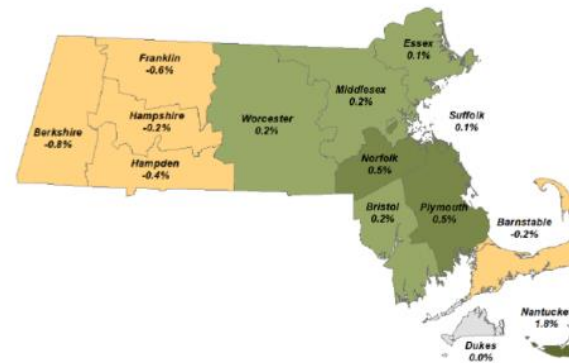 Essex
0.1%
Franklin
-0.6%
Middlesex
0.2%
Hampshire
-0.2%
Worcester
0.2%
Suffolk
0.1%
Berkshire
-0.8%
Hampden
-0.4%
Norfolk
0.5%
Bristol
0.2%
Plymouth
0.5%
Barnstable
-0.2%
Nantucke
1.8%
Dukes
0.0%